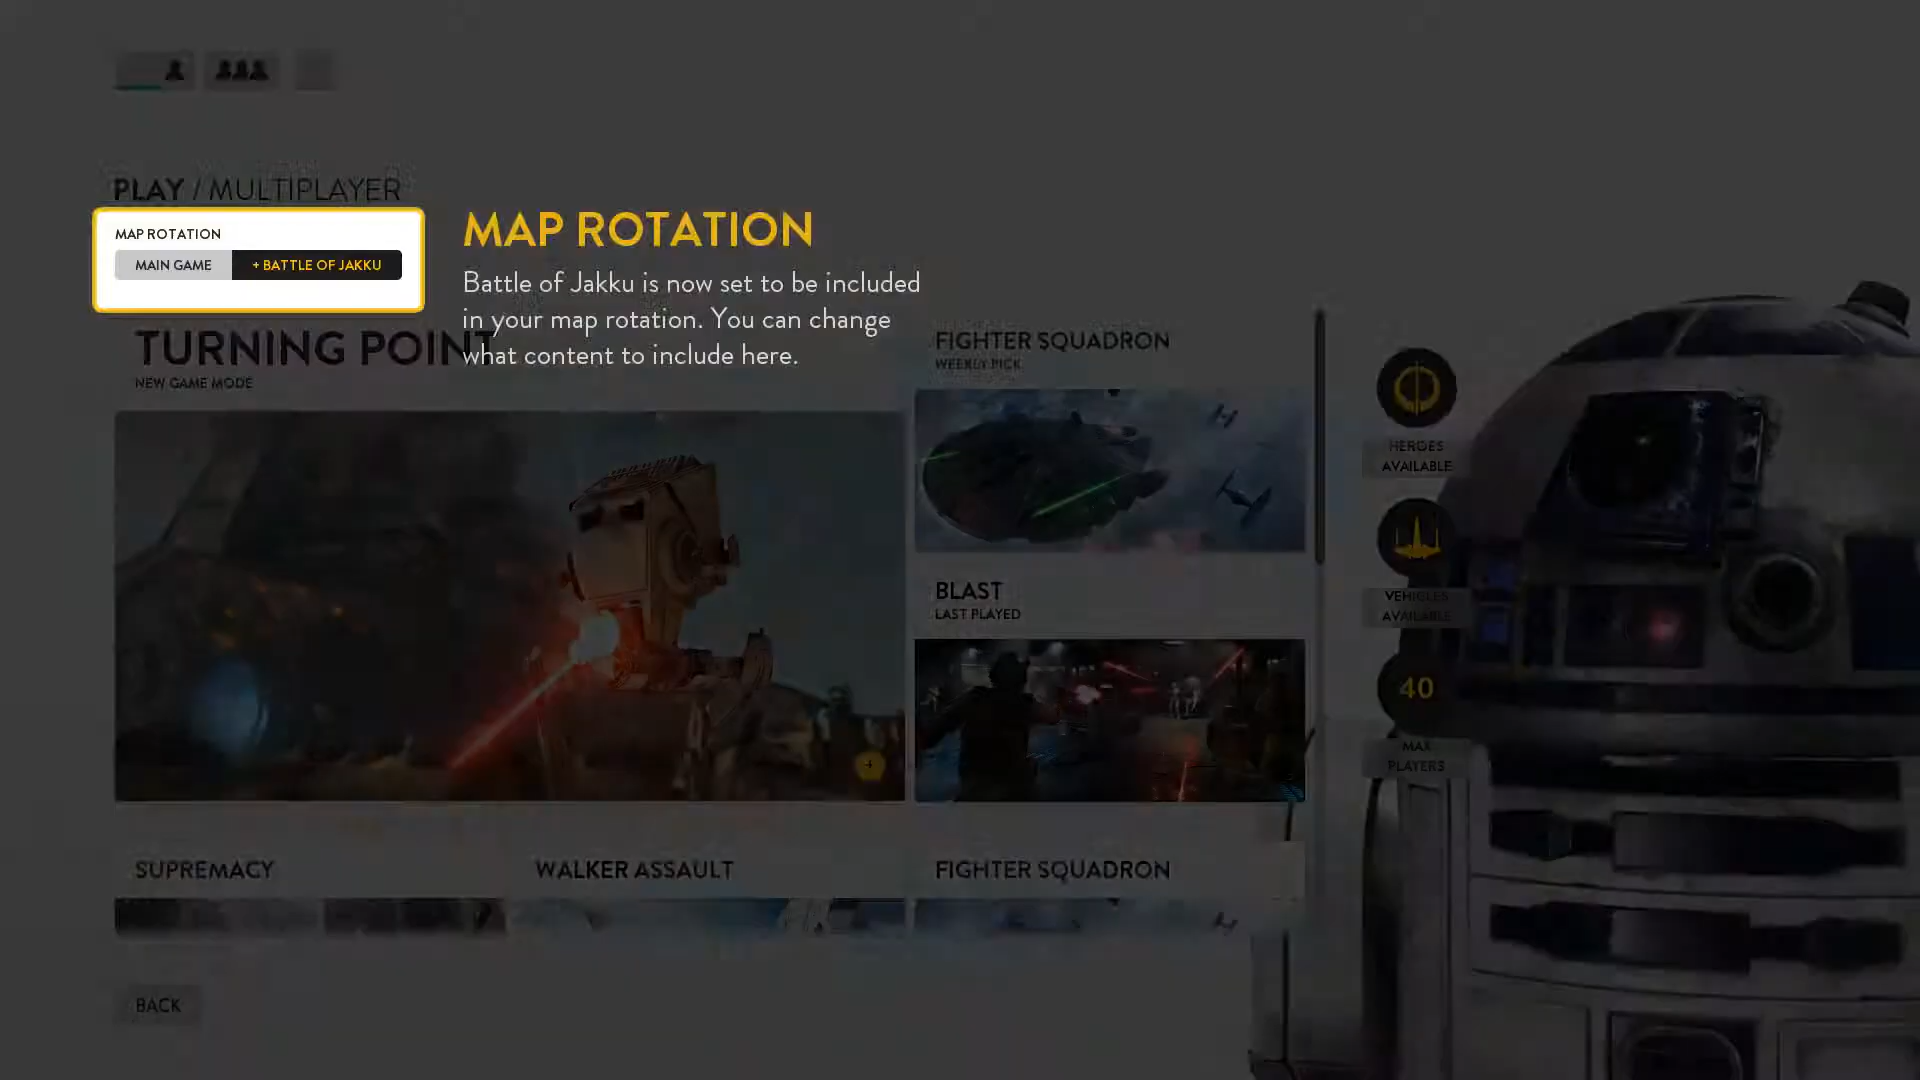 PLAY / MULTIPLAYER
MAP ROTATION
MAIN GAME
+ BATTLE OF JAKKU
MAP ROTATION
Battle of Jakku is now set to be included
in your map rotation. You can change
what content to include here.
TURNING POINT
NEW GAME MODE
FIGHTER SQUADRON
WEEKLY PICK
BLAST
LAST PLAYED
HEROES
AVAILABLE
VEHICLES
AVAILABLE
40
MAX
PLAYERS
SUPREMACY
WALKER ASSAULT
FIGHTER SQUADRON
BACK